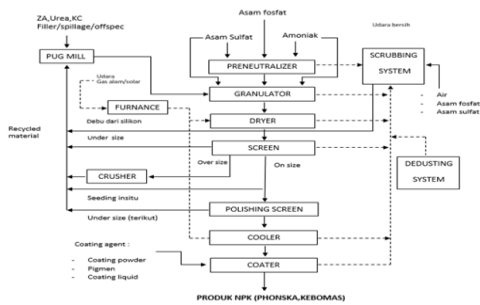 Asam fosfat
ZA,Urea,KC
Filler/spillage/offspec
Udara bersih
Asam Sulfat
Amoniak
PUG MILL
PRENEUTRALIZER
SCRUBBING
SYSTEM
Udara
Gas alam/solar
GRANULATOR
Air
- Asam fosfat
- Asam sulfat
FURNANCE
Debu dari silikon
DRYER
Recycled
material
Under size
SCREEN
Over size
On size
DEDUSTING
SYSTEM
CRUSHER
Seeding insitu
POLISHING SCREEN
Under size (terikut)
COOLER
Coating agent :
- Coating powder
- Pigmen
- Coating liquid
COATER
PRODUK NPK (PHONSKA,KEBOMAS)